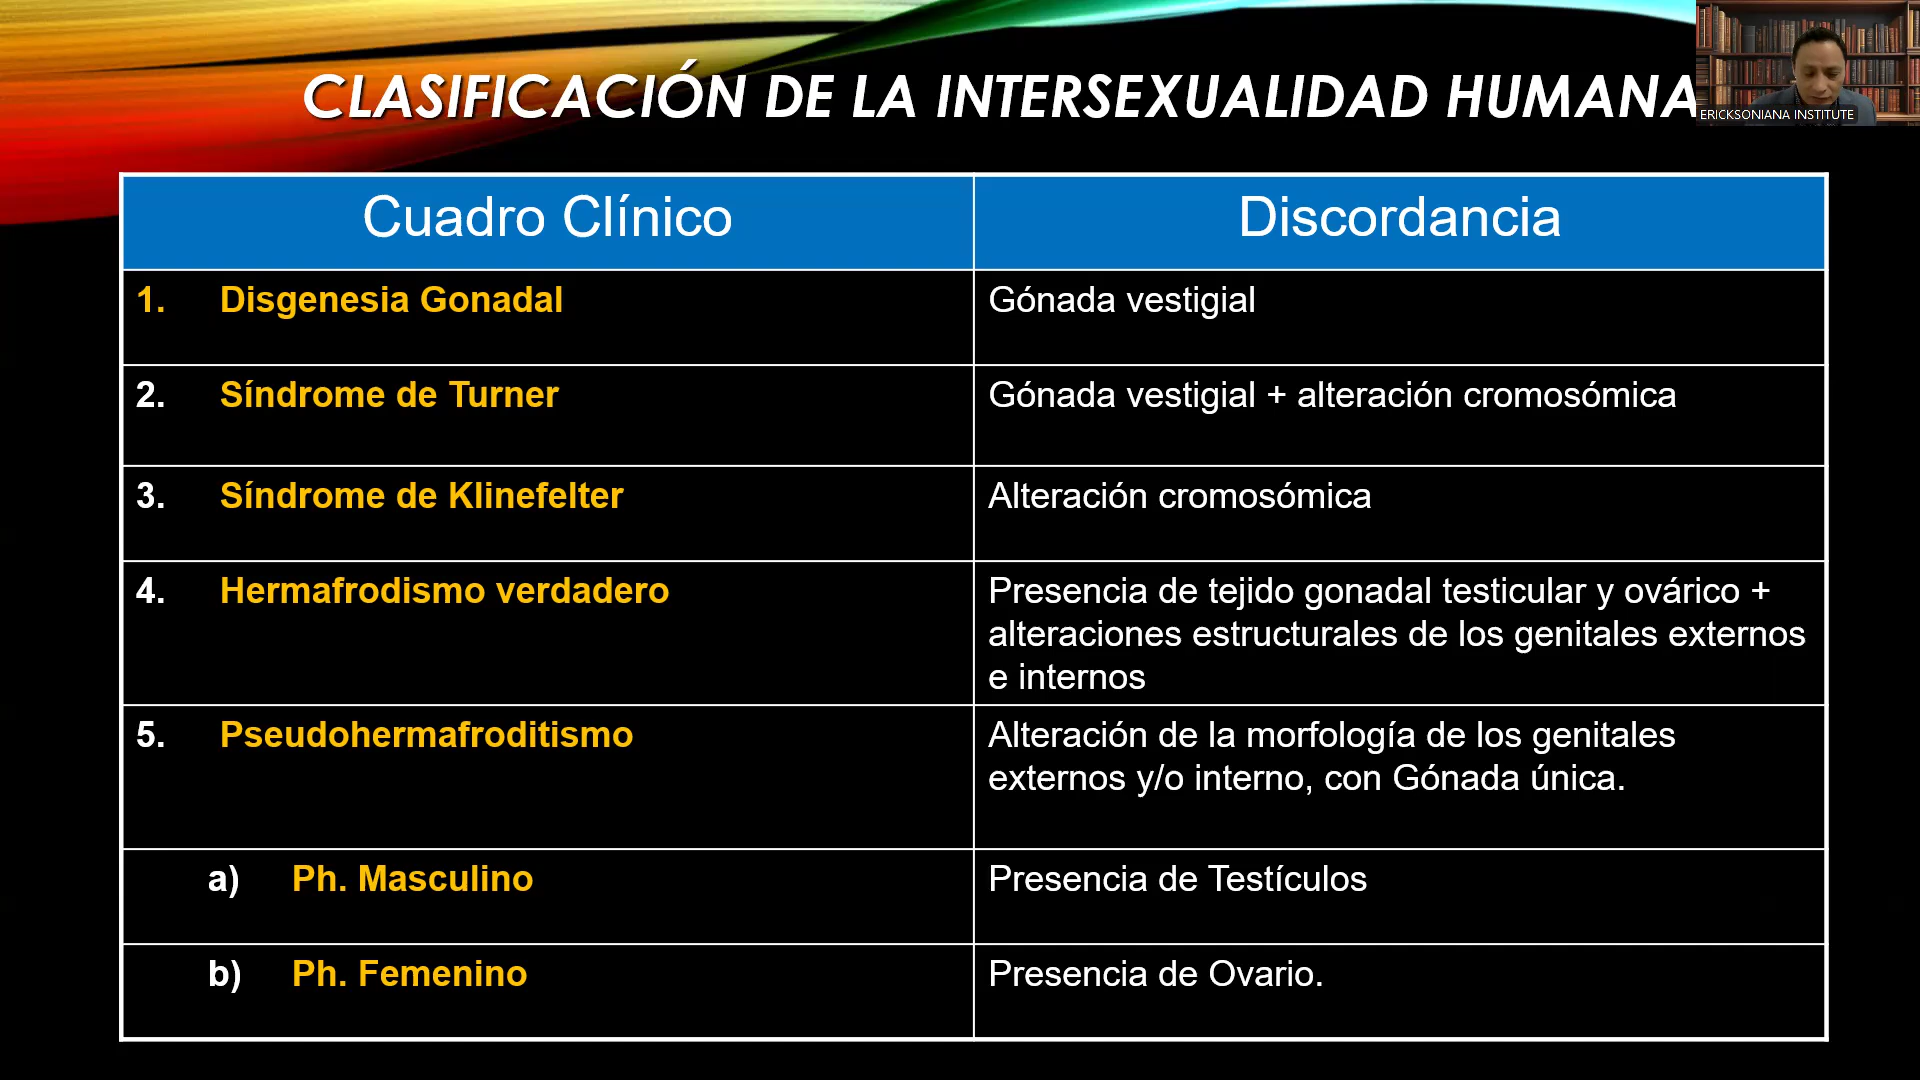 CLASIFICACIÓN DE LA INTERSEXUALIDAD HUMANA
ERICKSONIANA INSTITUTE
Cuadro Clínico
Discordancia
1. Disgenesia Gonadal
Gónada vestigial
2. Síndrome de Turner
Gónada vestigial + alteración cromosómica
3. Síndrome de Klinefelter
Alteración cromosómica
4. Hermafrodismo verdadero
Presencia de tejido gonadal testicular y ovárico +
alteraciones estructurales de los genitales externos
e internos
5. Pseudohermafroditismo
Alteración de la morfología de los genitales
externos y/o interno, con Gónada única.
a) Ph. Masculino
Presencia de Testículos
b) Ph. Femenino
Presencia de Ovario.